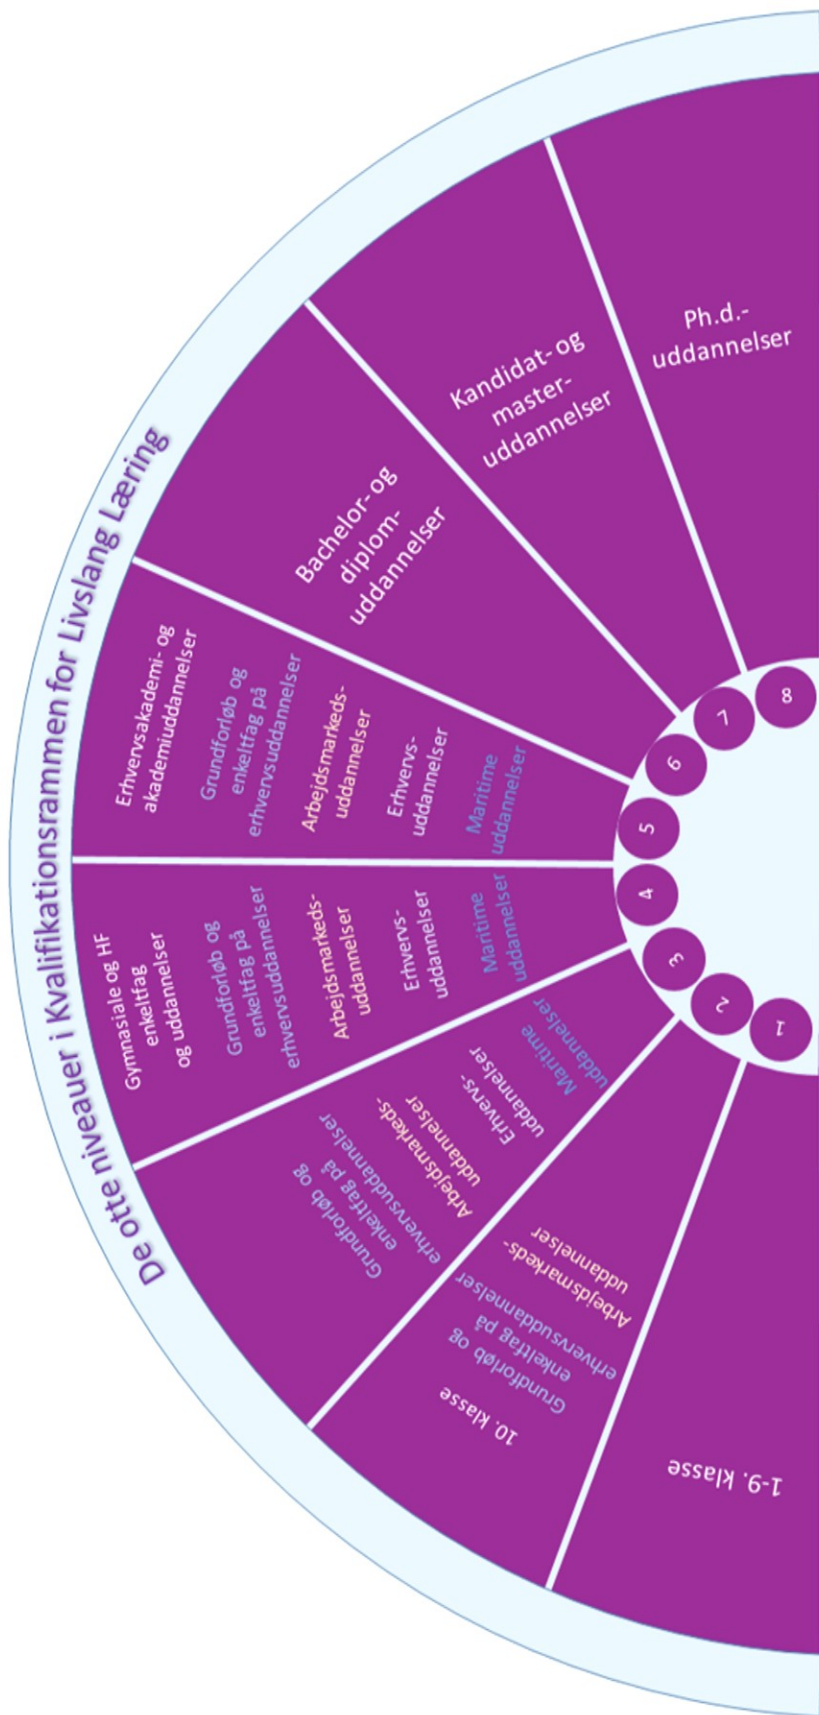 De otte niveauer i Kvalifikationsrammen for Livslang Læring
Ph.d.-
uddannelser
8
Kandidat- og
master-
uddannelser
7
Bachelor- og
diplom-
uddannelser
6
Erhvervsakademi- og
akademiuddannelser
Grundforløb og
enkeltfag på
erhvervsuddannelser
Arbejdsmarkeds-
uddannelser
Erhvervs-
uddannelser
Maritime
uddannelser
5
Gymnasiale og HF
enkeltfag
og uddannelser
Grundforløb og
enkeltfag på
erhvervsuddannelser
Arbejdsmarkeds-
uddannelser
Erhvervs-
uddannelser
Maritime
uddannelser
4
Grundforløb og
enkeltfag på
erhvervsuddannelser
Arbejdsmarkeds-
uddannelser
Erhvervs-
uddannelser
Maritime
uddannelser
3
10. klasse
Grundforløb og
enkeltfag på
erhvervsuddannelser
Arbejdsmarkeds-
uddannelser
2
1-9. klasse
1